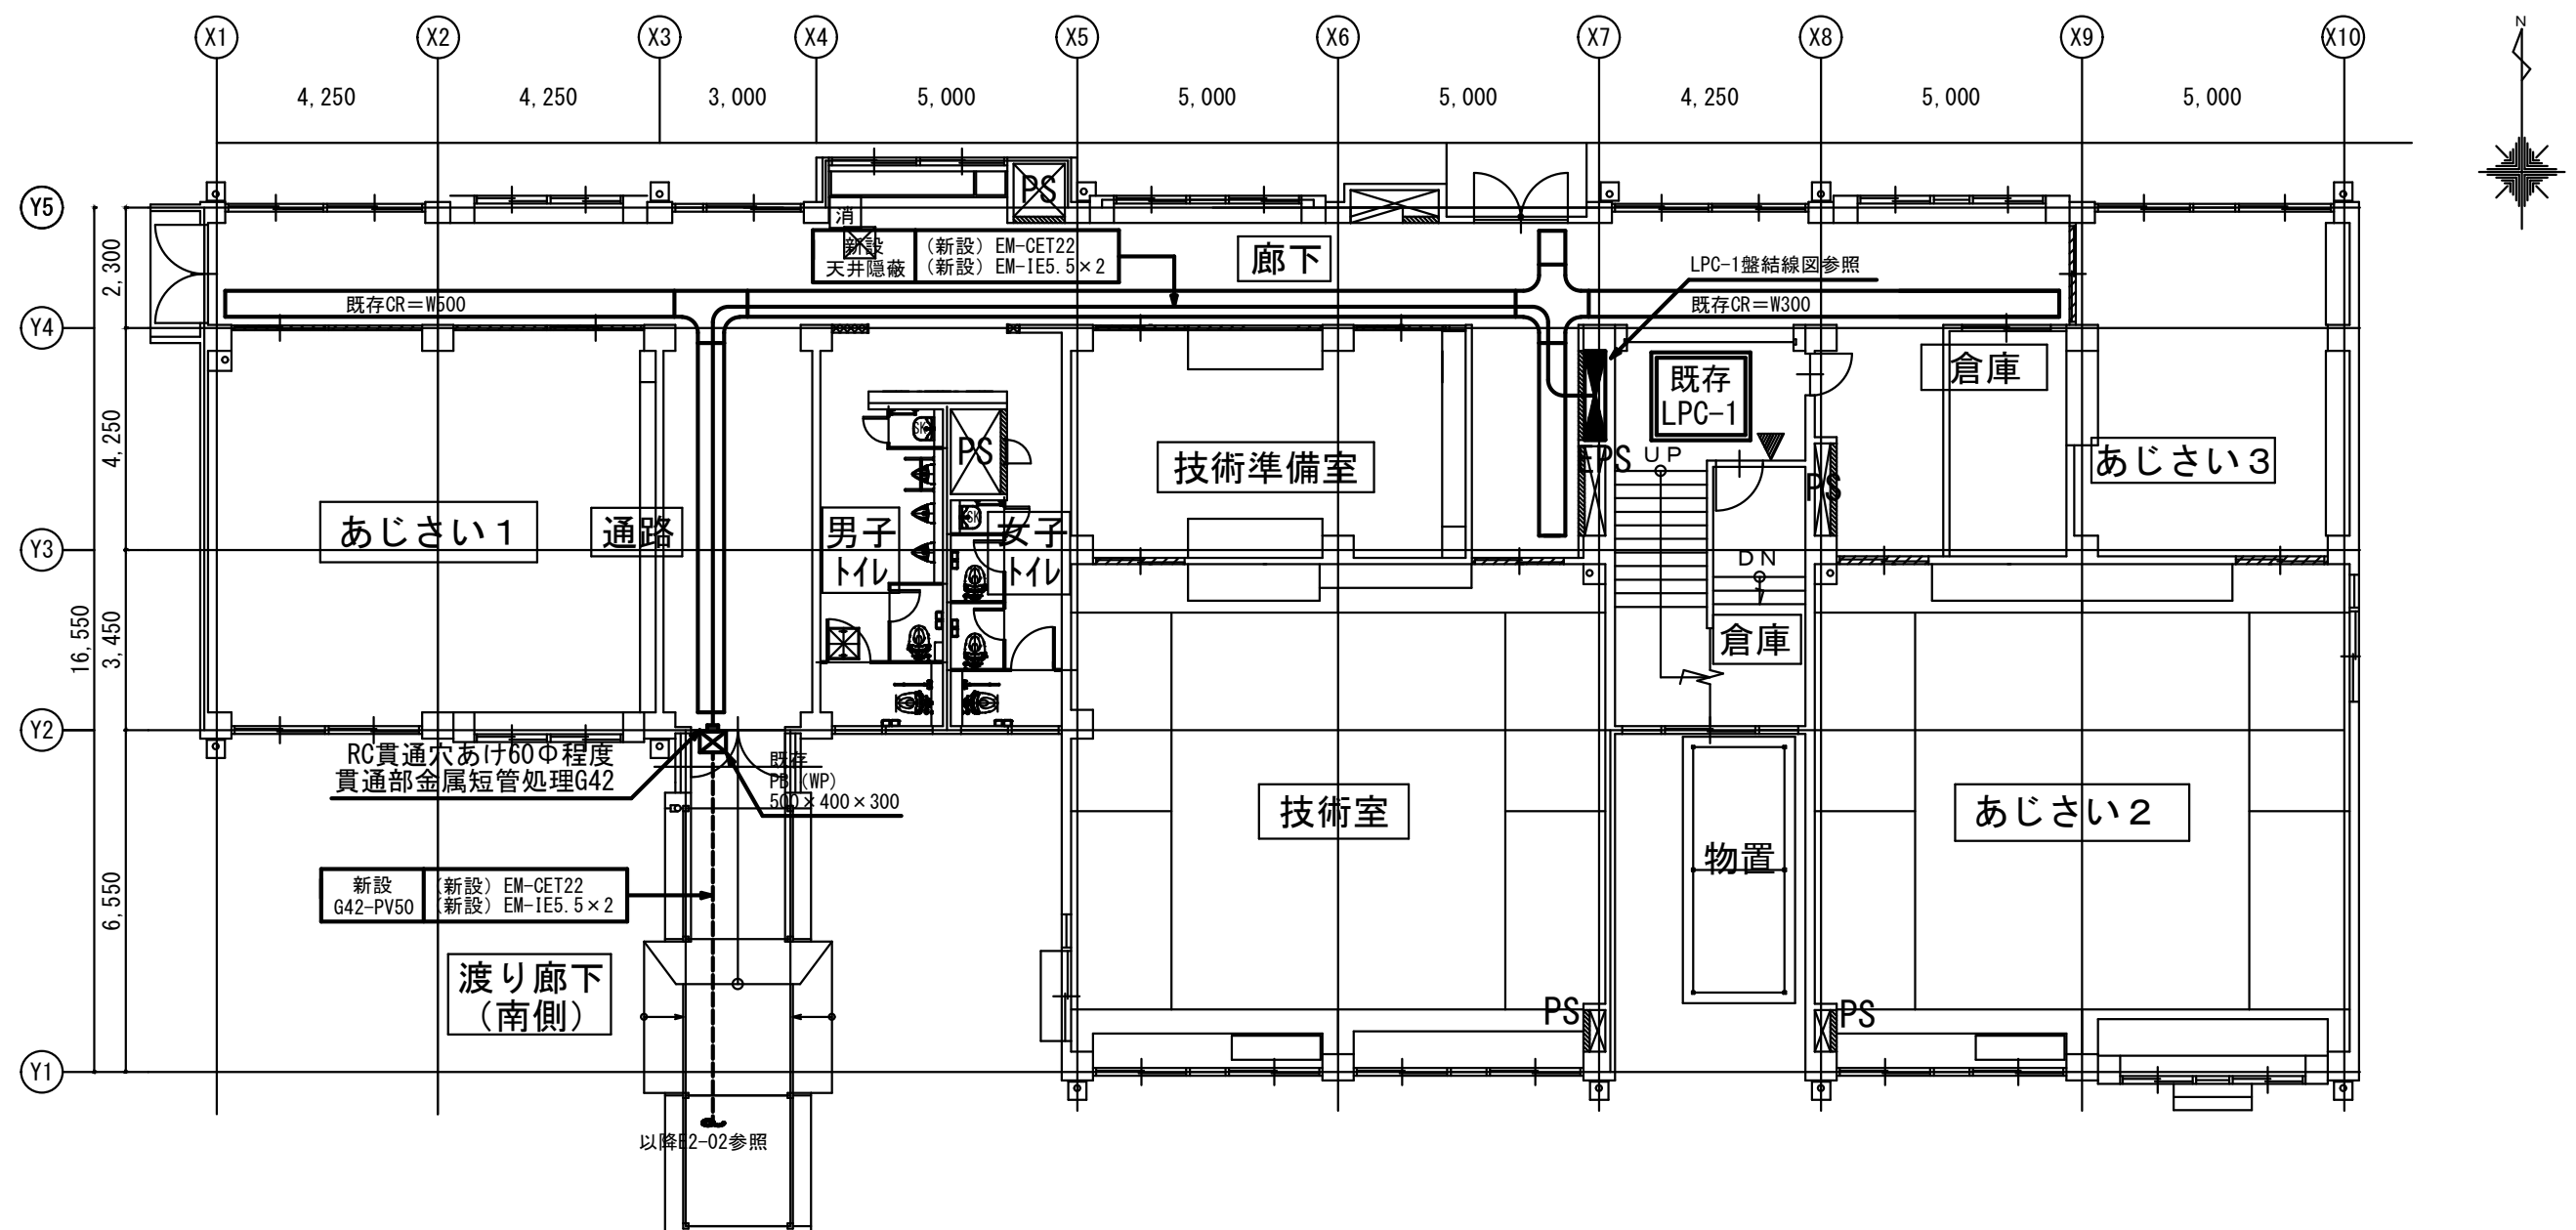 X1 X2 X3 X4 X5 X6 X7 X8 X9 X10
N
4,250 4,250 3,000 5,000 5,000 5,000 4,250 5,000 5,000
Y5
Y4
Y3
Y2
Y1
2,300
4,250
3,450
6,550
16,550
PS
消
新設
天井隠蔽
(新設) EM-CET22
(新設) EM-IE5.5×2
廊下
LPC-1盤結線図参照
既存CR=W500
既存CR=W300
既存
LPC-1
倉庫
あじさい3
技術準備室
EPS
UP
PS
SK
PS
SK
あじさい1
通路
男子
トイレ
女子
トイレ
DN
倉庫
RC貫通穴あけ60Φ程度
貫通部金属短管処理G42
既存
PB (WP)
500×400×300
技術室
物置
あじさい2
新設
G42-PV50
(新設) EM-CET22
(新設) EM-IE5.5×2
渡り廊下
(南側)
PS
PS
以降E2-02参照